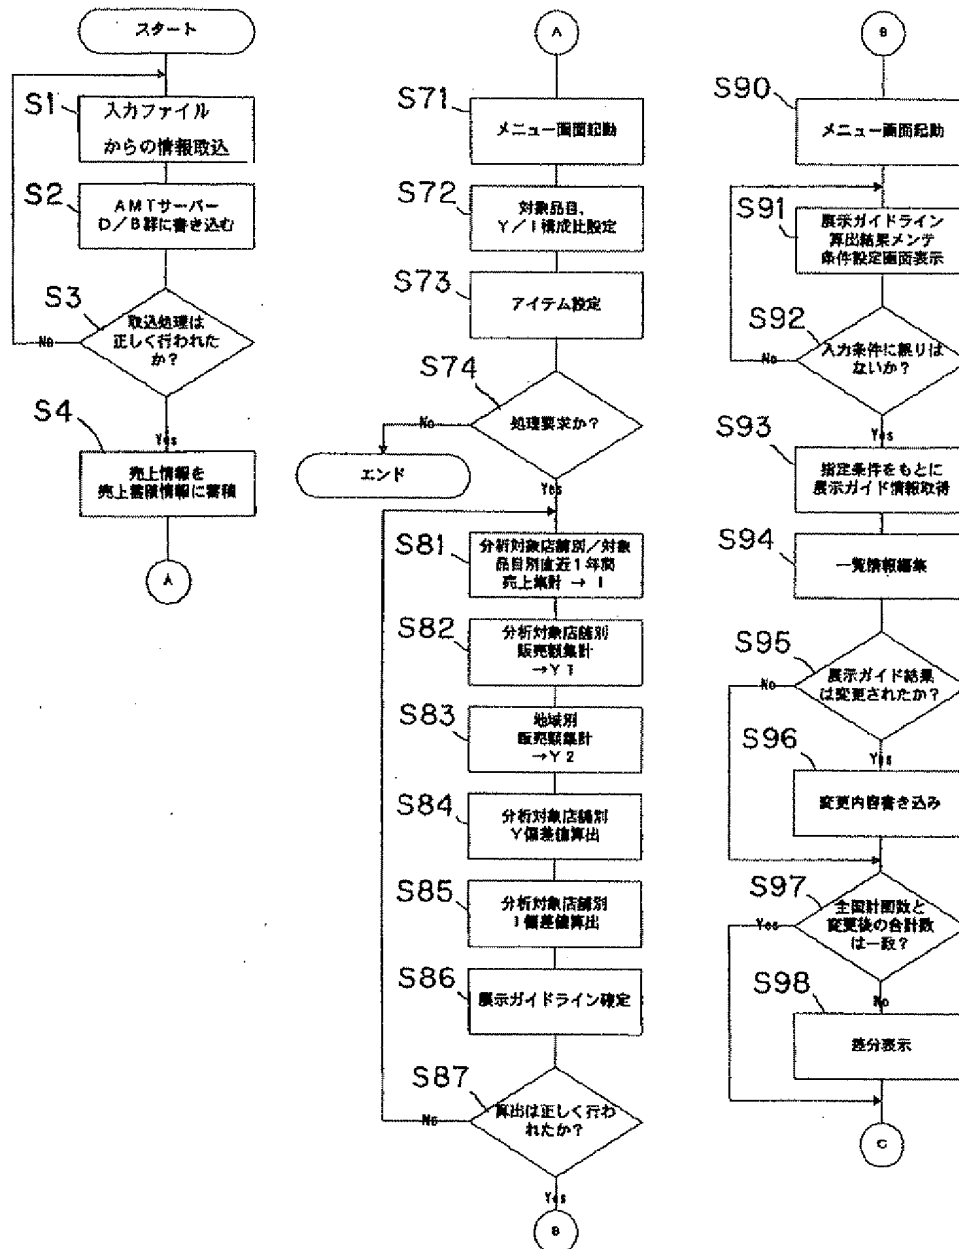 スタート
S1
入力ファイル
からの情報取込
S2
AMTサーバー
D/B群に書き込む
S3
取込処理は
正しく行われた
か?
No
Yes
S4
売上情報を
売上蓄積情報に蓄積
A
A
S71
メニュー画面起動
S72
対象品目、
Y/I構成比設定
S73
アイテム設定
S74
処理要求か?
No
エンド
Yes
S81
分析対象店舗別/対象
品目別直近1年間
売上集計 → I
S82
分析対象店舗別
販売額集計
→Y1
S83
地域別
販売額集計
→Y2
S84
分析対象店舗別
Y偏差値算出
S85
分析対象店舗別
I偏差値算出
S86
展示ガイドライン確定
S87
算出は正しく行わ
れたか?
No
Yes
B
B
S90
メニュー画面起動
S91
展示ガイドライン
算出結果メンテ
条件設定画面表示
S92
入力条件に誤りは
ないか?
No
Yes
S93
指定条件をもとに
展示ガイド情報取得
S94
一覧情報編集
S95
展示ガイド結果
は変更されたか?
No
Yes
S96
変更内容書き込み
S97
全国計画数と
変更後の合計数
は一致?
Yes
No
S98
差分表示
C